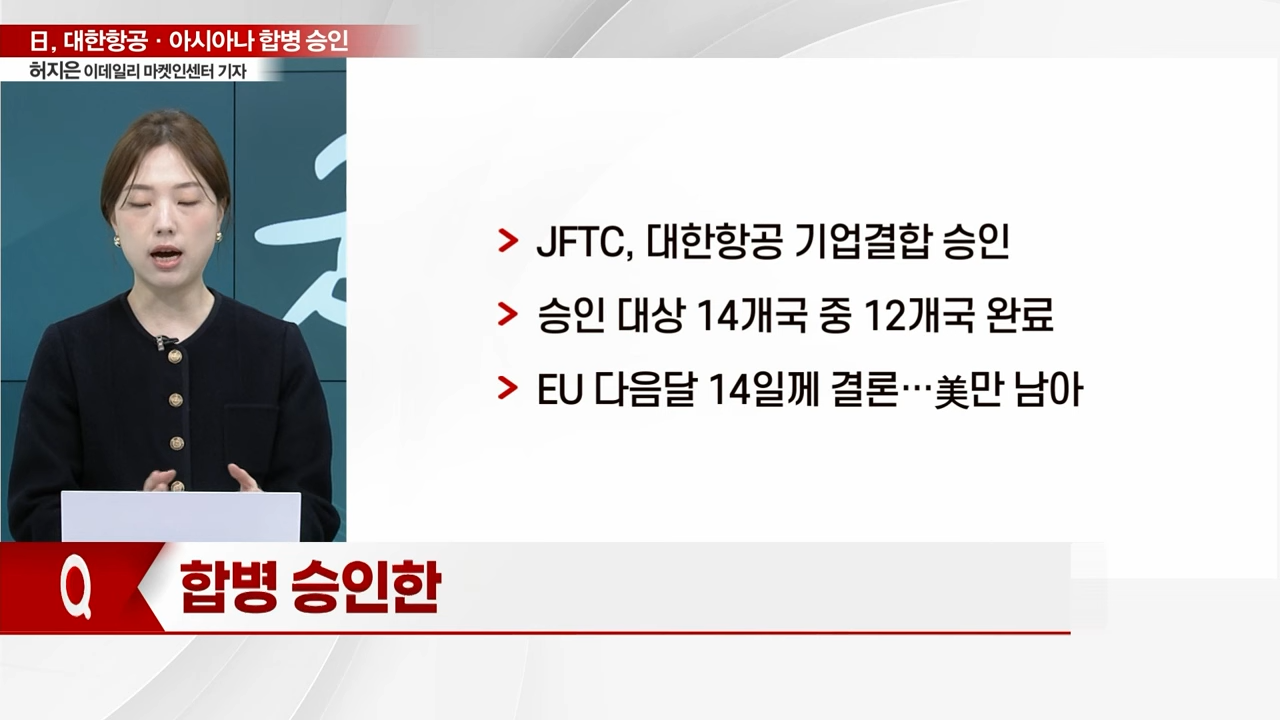 日, 대한항공 · 아시아나 합병 승인
허지은 이데일리 마켓인센터 기자
> JFTC, 대한항공 기업결합 승인
> 승인 대상 14개국 중 12개국 완료
> EU 다음달 14일께 결론…美만 남아
Q 합병 승인한